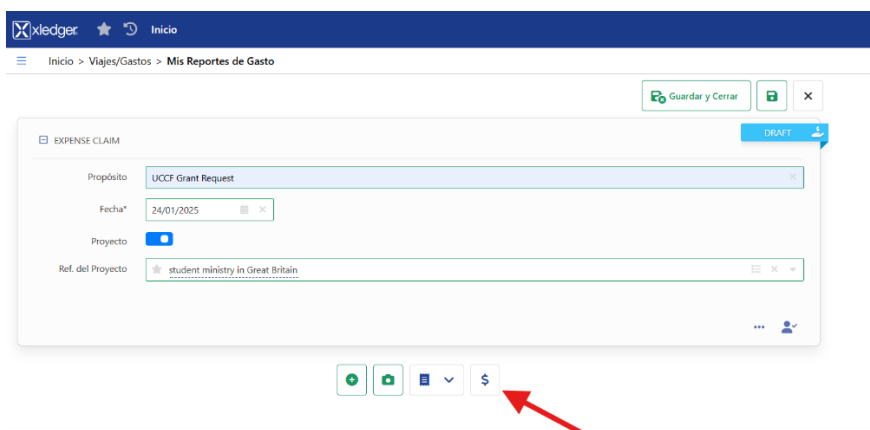 xledger Inicio
Inicio > Viajes/Gastos > Mis Reportes de Gasto
Guardar y Cerrar
EXPENSE CLAIM
DRAFT
Propósito UCCF Grant Request
Fecha* 24/01/2025
Proyecto
Ref. del Proyecto student ministry in Great Britain
$